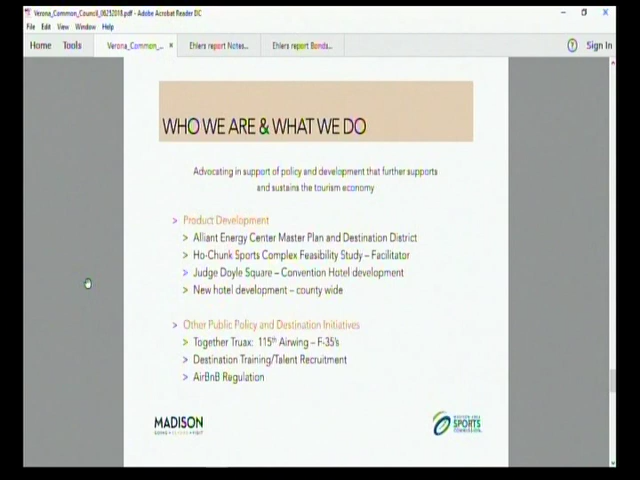 Verona_Common_Council_06252018.pdf - Adobe Acrobat Reader DC
File Edit View Window Help
Home Tools Verona_Common_... × Ehlers report Notes... Ehlers report Bonds... ? Sign In
WHO WE ARE & WHAT WE DO
Advocating in support of policy and development that further supports
and sustains the tourism economy
> Product Development
> Alliant Energy Center Master Plan and Destination District
> Ho-Chunk Sports Complex Feasibility Study – Facilitator
> Judge Doyle Square – Convention Hotel development
> New hotel development – county wide
> Other Public Policy and Destination Initiatives
> Together Truax: 115th Airwing – F-35's
> Destination Training/Talent Recruitment
> AirBnB Regulation
MADISON
MADISON AREA
SPORTS
COMMISSION